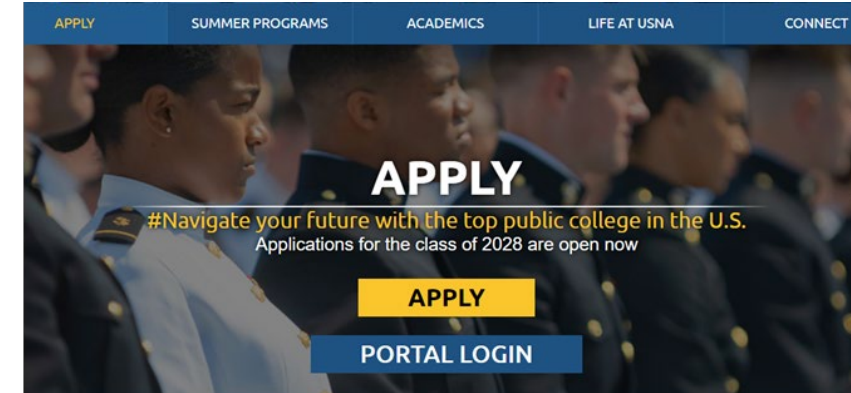 APPLY
SUMMER PROGRAMS
ACADEMICS
LIFE AT USNA
CONNECT
APPLY
#Navigate your future with the top public college in the U.S.
Applications for the class of 2028 are open now
APPLY
PORTAL LOGIN